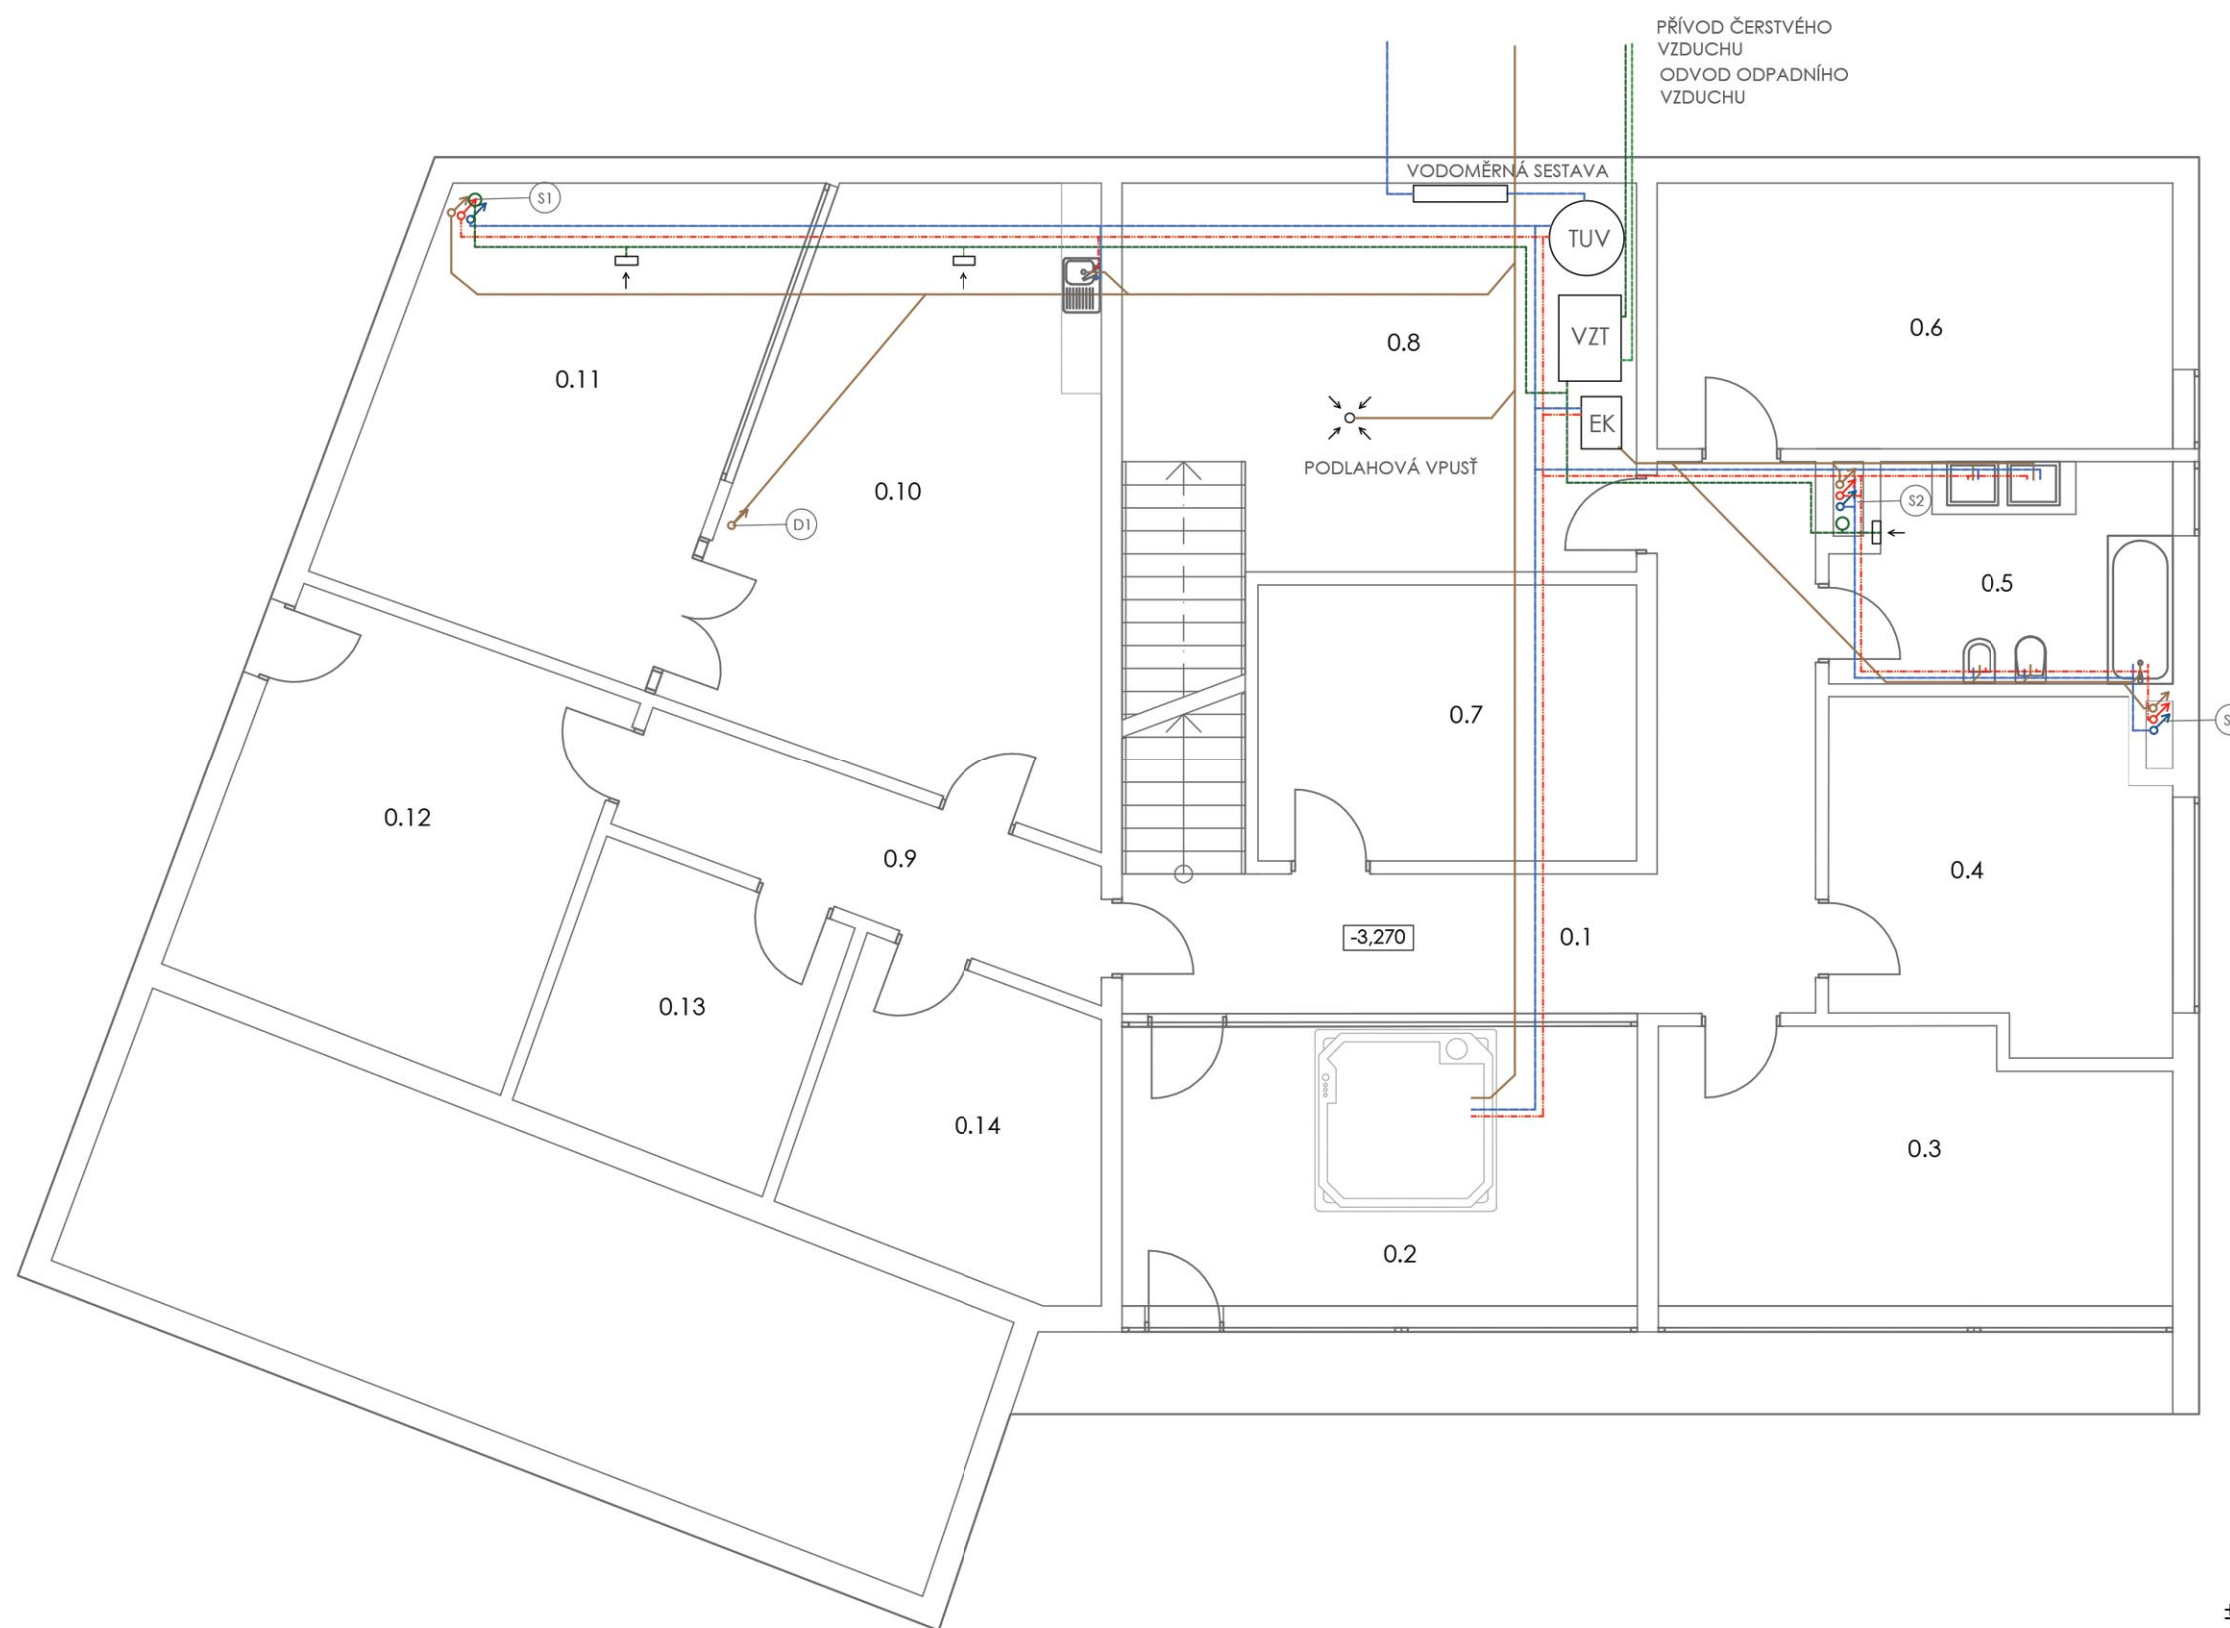 PŘÍVOD ČERSTVÉHO
VZDUCHU
ODVOD ODPADNÍHO
VZDUCHU
VODOMĚRNÁ SESTAVA
S1
TUV
0.6
VZT
0.8
0.11
EK
PODLAHOVÁ VPUSŤ
0.10
S2
D1
0.5
0.7
S
0.12
0.9
0.4
-3,270
0.1
0.13
0.14
0.3
0.2
±